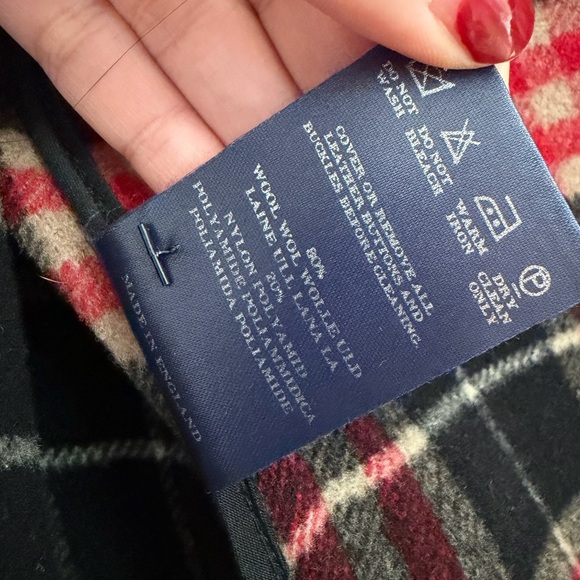 DO NOT
WASH
DO NOT
BLEACH
WARM
IRON
P
DRY
CLEAN
ONLY
COVER OR REMOVE ALL
LEATHER BUTTONS AND
BUCKLES BEFORE CLEANING.
80%
WOOL WOL WOLLE ULD
LAINE ULL LANA LA
20%
NYLON POLYAMID
POLYAMIDE POLIAMMIDICA
POLIAMIDA POLIAMIDE
MADE IN ENGLAND